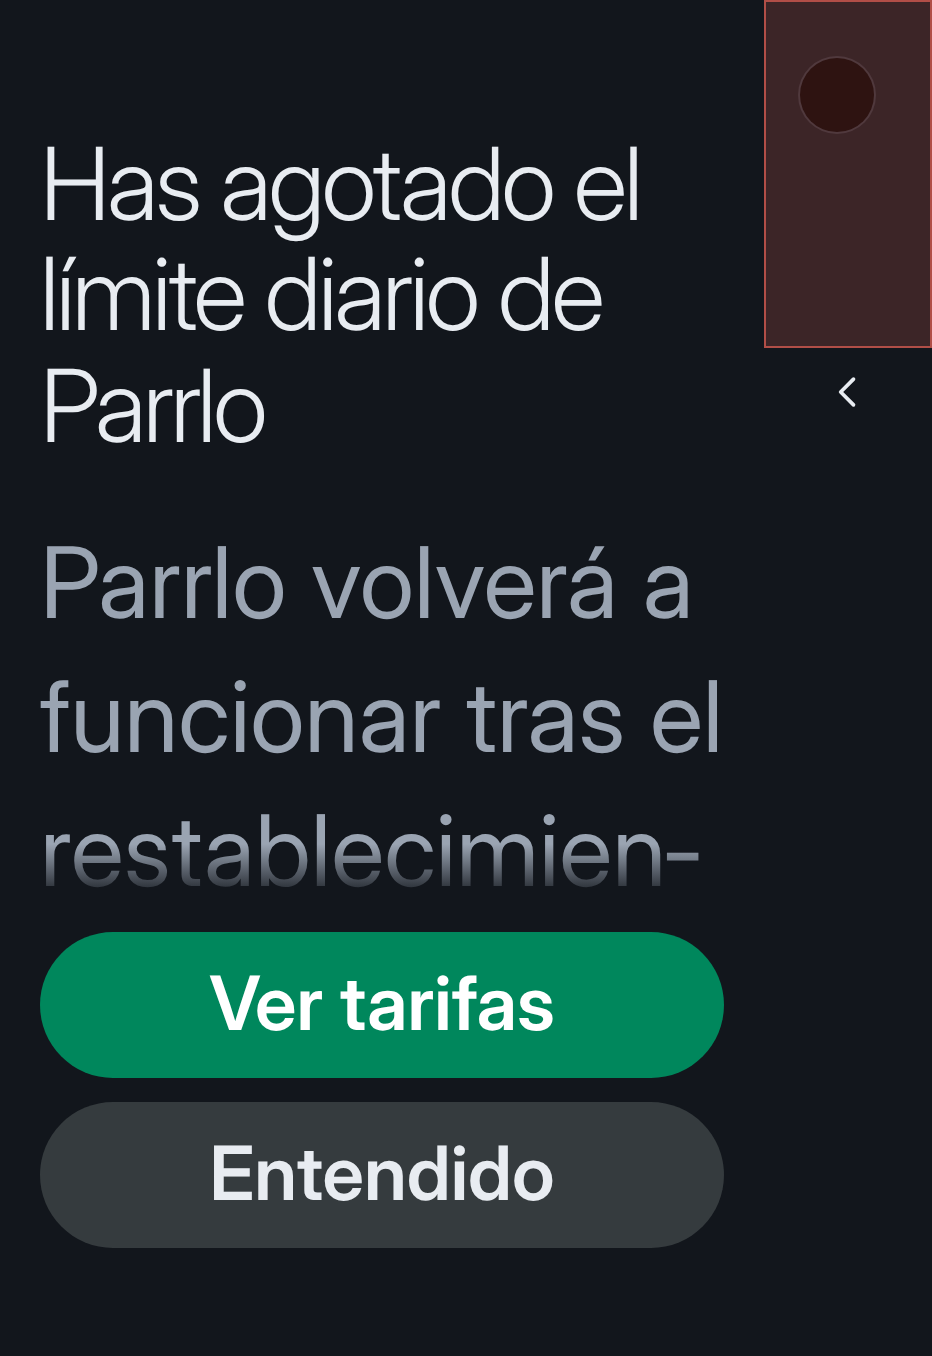 Has agotado el
límite diario de
Parrlo
Parrlo volverá a
funcionar tras el
restablecimien-
Ver tarifas
Entendido